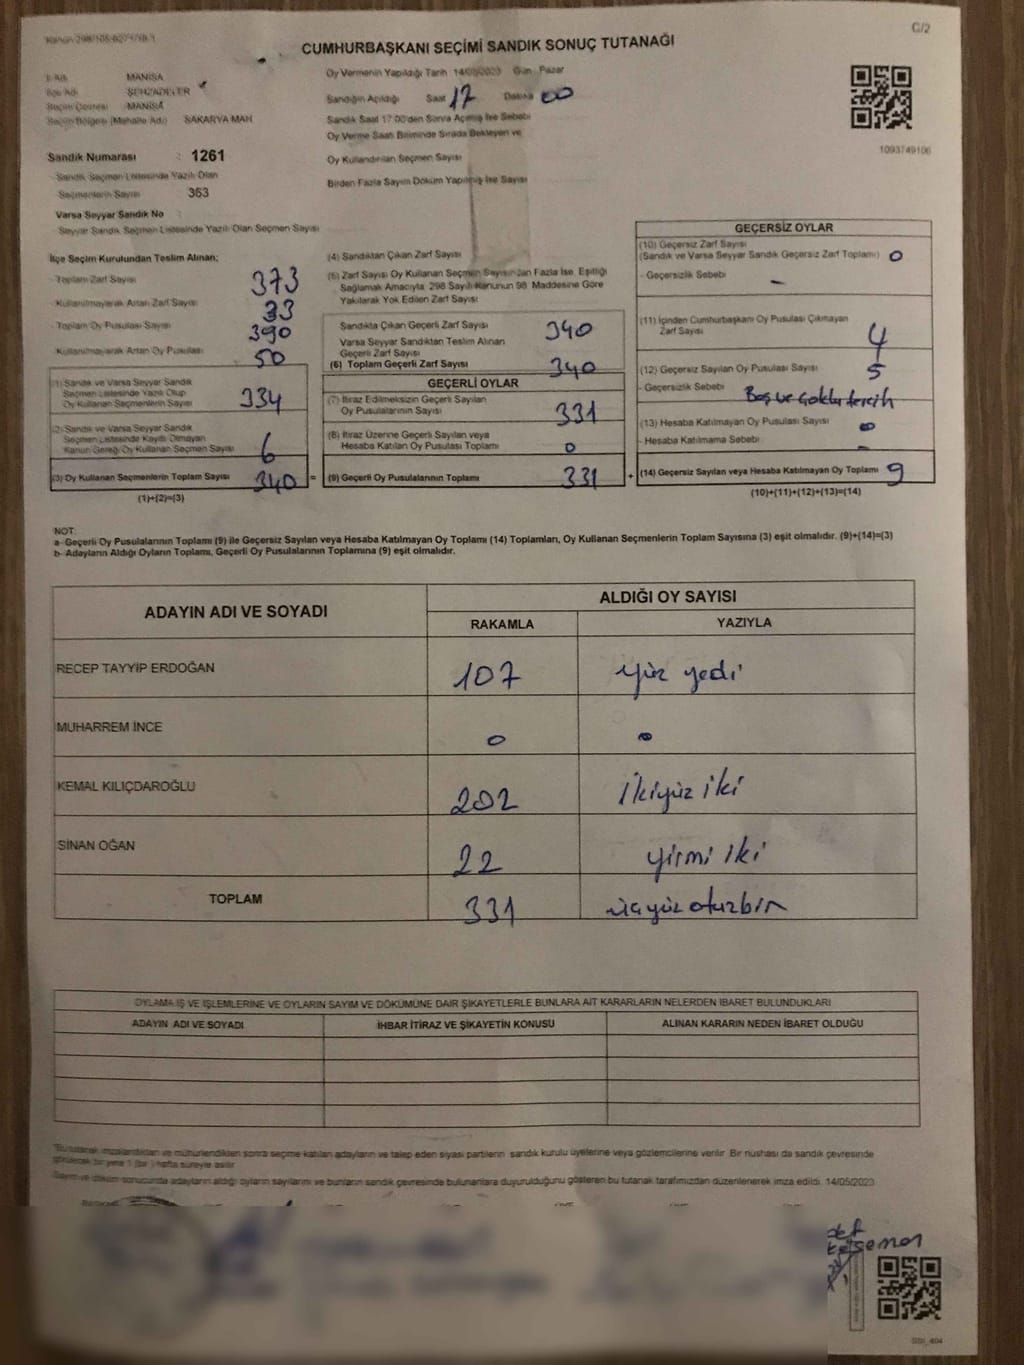 C/2
CUMHURBAŞKANI SEÇİMİ SANDIK SONUÇ TUTANAĞI
İl Adı MANİSA
İlçe Adı ŞEHZADELER
Seçim Çevresi MANİSA
Seçim Bölgesi (Mahalle Adı) SAKARYA MAH
Sandık Numarası : 1261
Sandık Seçmen Listesinde Yazılı Olan
Seçmenlerin Sayısı 363
Varsa Seyyar Sandık No
Seyyar Sandık Seçmen Listesinde Yazılı Olan Seçmen Sayısı
Oy Vermenin Yapıldığı Tarih 14/05/2023 Gün Pazar
Sandığın Açıldığı Saat 17 Dakika 00
Sandık Saat 17:00'den Sonra Açılmış İse Sebebi
Oy Verme Saati Bitiminde Sırada Bekleyen ve
Oy Kullandırılan Seçmen Sayısı
Birden Fazla Sayım Döküm Yapılmış İse Sayısı
1093749106
İlçe Seçim Kurulundan Teslim Alınan;
- Toplam Zarf Sayısı 373
- Kullanılmayarak Artan Zarf Sayısı 33
- Toplam Oy Pusulası Sayısı 390
- Kullanılmayarak Artan Oy Pusulası 50
(1) Sandık ve Varsa Seyyar Sandık
Seçmen Listesinde Yazılı Olup
Oy Kullanan Seçmenlerin Sayısı 334
(2) Sandık ve Varsa Seyyar Sandık
Seçmen Listesinde Kayıtlı Olmayan
Kanun Gereği Oy Kullanan Seçmen Sayısı 6
(3) Oy Kullanan Seçmenlerin Toplam Sayısı 340 =
(1)+(2)=(3)
(4) Sandıktan Çıkan Zarf Sayısı
(5) Zarf Sayısı Oy Kullanan Seçmen Sayısından Fazla İse, Eşitliği
Sağlamak Amacıyla, 298 Sayılı Kanunun 98. Maddesine Göre
Yakılarak Yok Edilen Zarf Sayısı
Sandıkta Çıkan Geçerli Zarf Sayısı 340
Varsa Seyyar Sandıktan Teslim Alınan
Geçerli Zarf Sayısı
(6) Toplam Geçerli Zarf Sayısı 340
GEÇERLİ OYLAR
(7) İtiraz Edilmeksizin Geçerli Sayılan
Oy Pusulalarının Sayısı 331
(8) İtiraz Üzerine Geçerli Sayılan veya
Hesaba Katılan Oy Pusulası Toplamı 0
(9) Geçerli Oy Pusulalarının Toplamı 331 +
GEÇERSİZ OYLAR
(10) Geçersiz Zarf Sayısı
(Sandık ve Varsa Seyyar Sandık Geçersiz Zarf Toplamı) 0
- Geçersizlik Sebebi -
(11) İçinden Cumhurbaşkanı Oy Pusulası Çıkmayan
Zarf Sayısı 4
(12) Geçersiz Sayılan Oy Pusulası Sayısı 5
- Geçersizlik Sebebi Boş ve Çoklu tercih
(13) Hesaba Katılmayan Oy Pusulası Sayısı 0
- Hesaba Katılmama Sebebi -
(14) Geçersiz Sayılan veya Hesaba Katılmayan Oy Toplamı 9
(10)+(11)+(12)+(13)=(14)
NOT:
a- Geçerli Oy Pusulalarının Toplamı (9) ile Geçersiz Sayılan veya Hesaba Katılmayan Oy Toplamı (14) Toplamları, Oy Kullanan Seçmenlerin Toplam Sayısına (3) eşit olmalıdır. (9)+(14)=(3)
b- Adayların Aldığı Oyların Toplamı, Geçerli Oy Pusulalarının Toplamına (9) eşit olmalıdır.
ADAYIN ADI VE SOYADI
ALDIĞI OY SAYISI
RAKAMLA YAZIYLA
RECEP TAYYİP ERDOĞAN 107 yüz yedi
MUHARREM İNCE 0 0
KEMAL KILIÇDAROĞLU 202 İkiyüz iki
SİNAN OĞAN 22 yirmi iki
TOPLAM 331 üçyüz otuzbir
OYLAMA İŞ VE İŞLEMLERİNE VE OYLARIN SAYIM VE DÖKÜMÜNE DAİR ŞİKAYETLERLE BUNLARA AİT KARARLARIN NELERDEN İBARET BULUNDUKLARI
ADAYIN ADI VE SOYADI İHBAR İTİRAZ VE ŞİKAYETİN KONUSU ALINAN KARARIN NEDEN İBARET OLDUĞU
Bu tutanak imzalandıktan ve mühürlendikten sonra seçime katılan adayların ve talep eden siyasi partilerin sandık kurulu üyelerine veya gözlemcilerine verilir. Bir nüshası da sandık çevresinde
görülecek bir yere 1 (bir) hafta süreyle asılır.
Sayım ve döküm sonucunda adayların aldığı oyların sayılarını ve bunların sandık çevresinde bulunanlara duyurulduğunu gösteren bu tutanak tarafımızdan düzenlenerek imza edildi. 14/05/2023